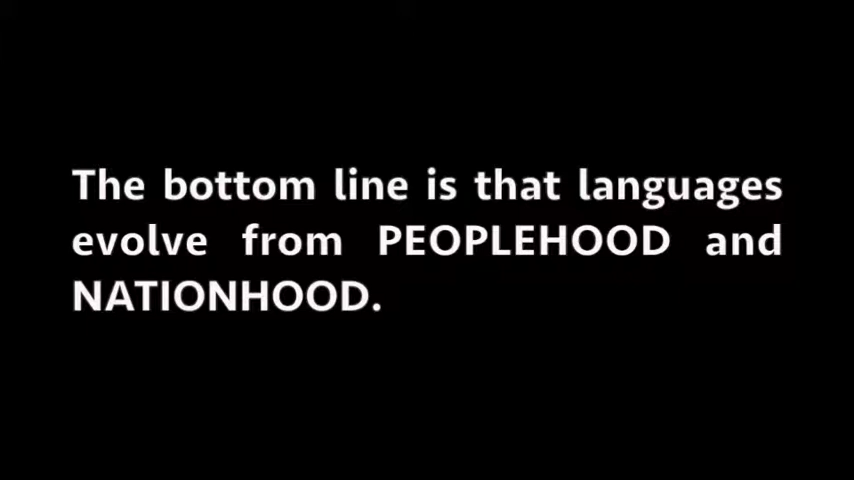 The bottom line is that languages
evolve from PEOPLEHOOD and
NATIONHOOD.